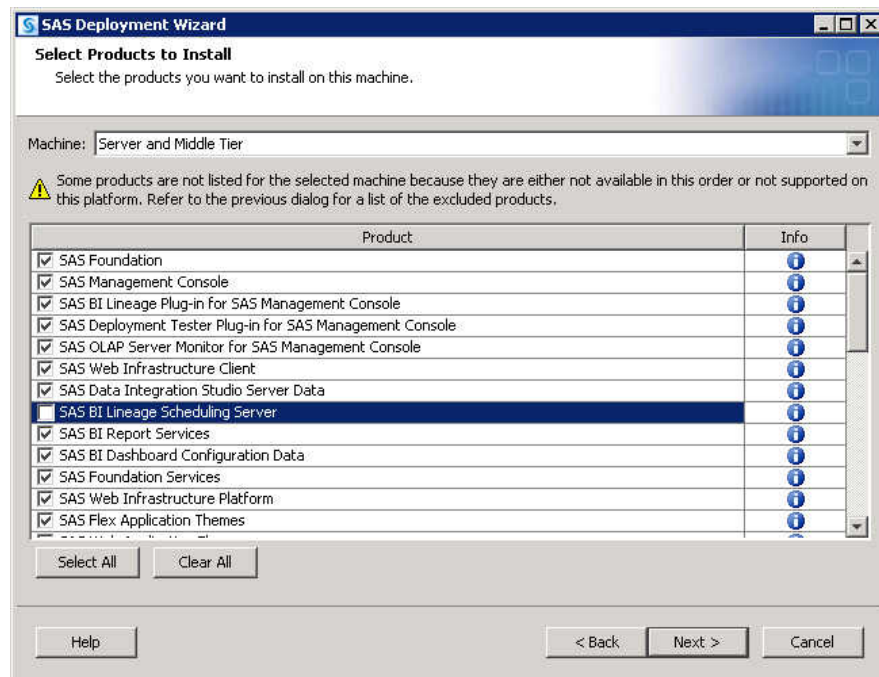 SAS Deployment Wizard
Select Products to Install
Select the products you want to install on this machine.
Machine: Server and Middle Tier
Some products are not listed for the selected machine because they are either not available in this order or not supported on
this platform. Refer to the previous dialog for a list of the excluded products.
Product Info
SAS Foundation
SAS Management Console
SAS BI Lineage Plug-in for SAS Management Console
SAS Deployment Tester Plug-in for SAS Management Console
SAS OLAP Server Monitor for SAS Management Console
SAS Web Infrastructure Client
SAS Data Integration Studio Server Data
SAS BI Lineage Scheduling Server
SAS BI Report Services
SAS BI Dashboard Configuration Data
SAS Foundation Services
SAS Web Infrastructure Platform
SAS Flex Application Themes
Select All Clear All
Help < Back Next > Cancel